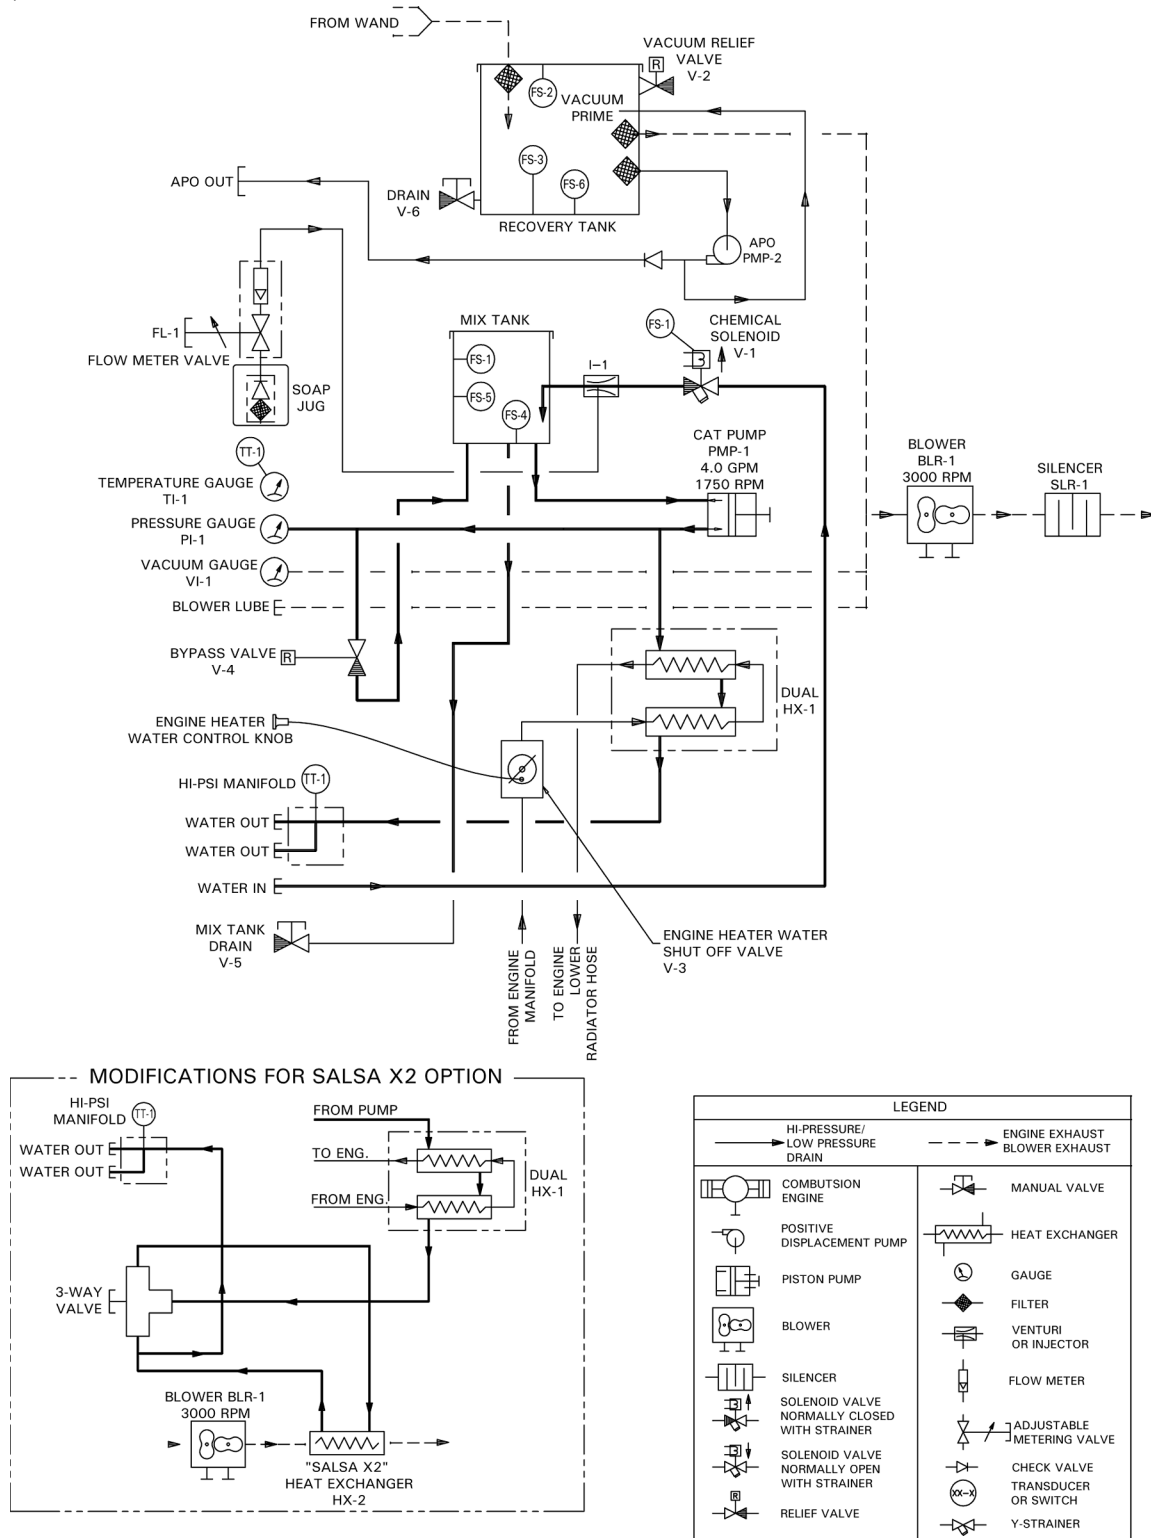 FROM WAND
VACUUM RELIEF
VALVE
V-2
R
FS-2
VACUUM
PRIME
FS-3
FS-6
APO OUT
DRAIN
V-6
RECOVERY TANK
APO
PMP-2
FL-1
FLOW METER VALVE
SOAP
JUG
MIX TANK
FS-1
FS-5
FS-4
I-1
FS-1
CHEMICAL
SOLENOID
V-1
CAT PUMP
PMP-1
4.0 GPM
1750 RPM
BLOWER
BLR-1
3000 RPM
SILENCER
SLR-1
TT-1
TEMPERATURE GAUGE
TI-1
PRESSURE GAUGE
PI-1
VACUUM GAUGE
VI-1
BLOWER LUBE
BYPASS VALVE
V-4
R
DUAL
HX-1
ENGINE HEATER
WATER CONTROL KNOB
HI-PSI MANIFOLD
TT-1
WATER OUT
WATER OUT
WATER IN
MIX TANK
DRAIN
V-5
FROM ENGINE
MANIFOLD
TO ENGINE
LOWER
RADIATOR HOSE
ENGINE HEATER WATER
SHUT OFF VALVE
V-3
MODIFICATIONS FOR SALSA X2 OPTION
HI-PSI
MANIFOLD
TT-1
WATER OUT
WATER OUT
FROM PUMP
TO ENG.
FROM ENG.
DUAL
HX-1
3-WAY
VALVE
BLOWER BLR-1
3000 RPM
"SALSA X2"
HEAT EXCHANGER
HX-2
LEGEND
HI-PRESSURE/
LOW PRESSURE
DRAIN
ENGINE EXHAUST
BLOWER EXHAUST
COMBUTSION
ENGINE
POSITIVE
DISPLACEMENT PUMP
PISTON PUMP
BLOWER
SILENCER
SOLENOID VALVE
NORMALLY CLOSED
WITH STRAINER
SOLENOID VALVE
NORMALLY OPEN
WITH STRAINER
R
RELIEF VALVE
MANUAL VALVE
HEAT EXCHANGER
GAUGE
FILTER
VENTURI
OR INJECTOR
FLOW METER
ADJUSTABLE
METERING VALVE
CHECK VALVE
XX-X
TRANSDUCER
OR SWITCH
Y-STRAINER